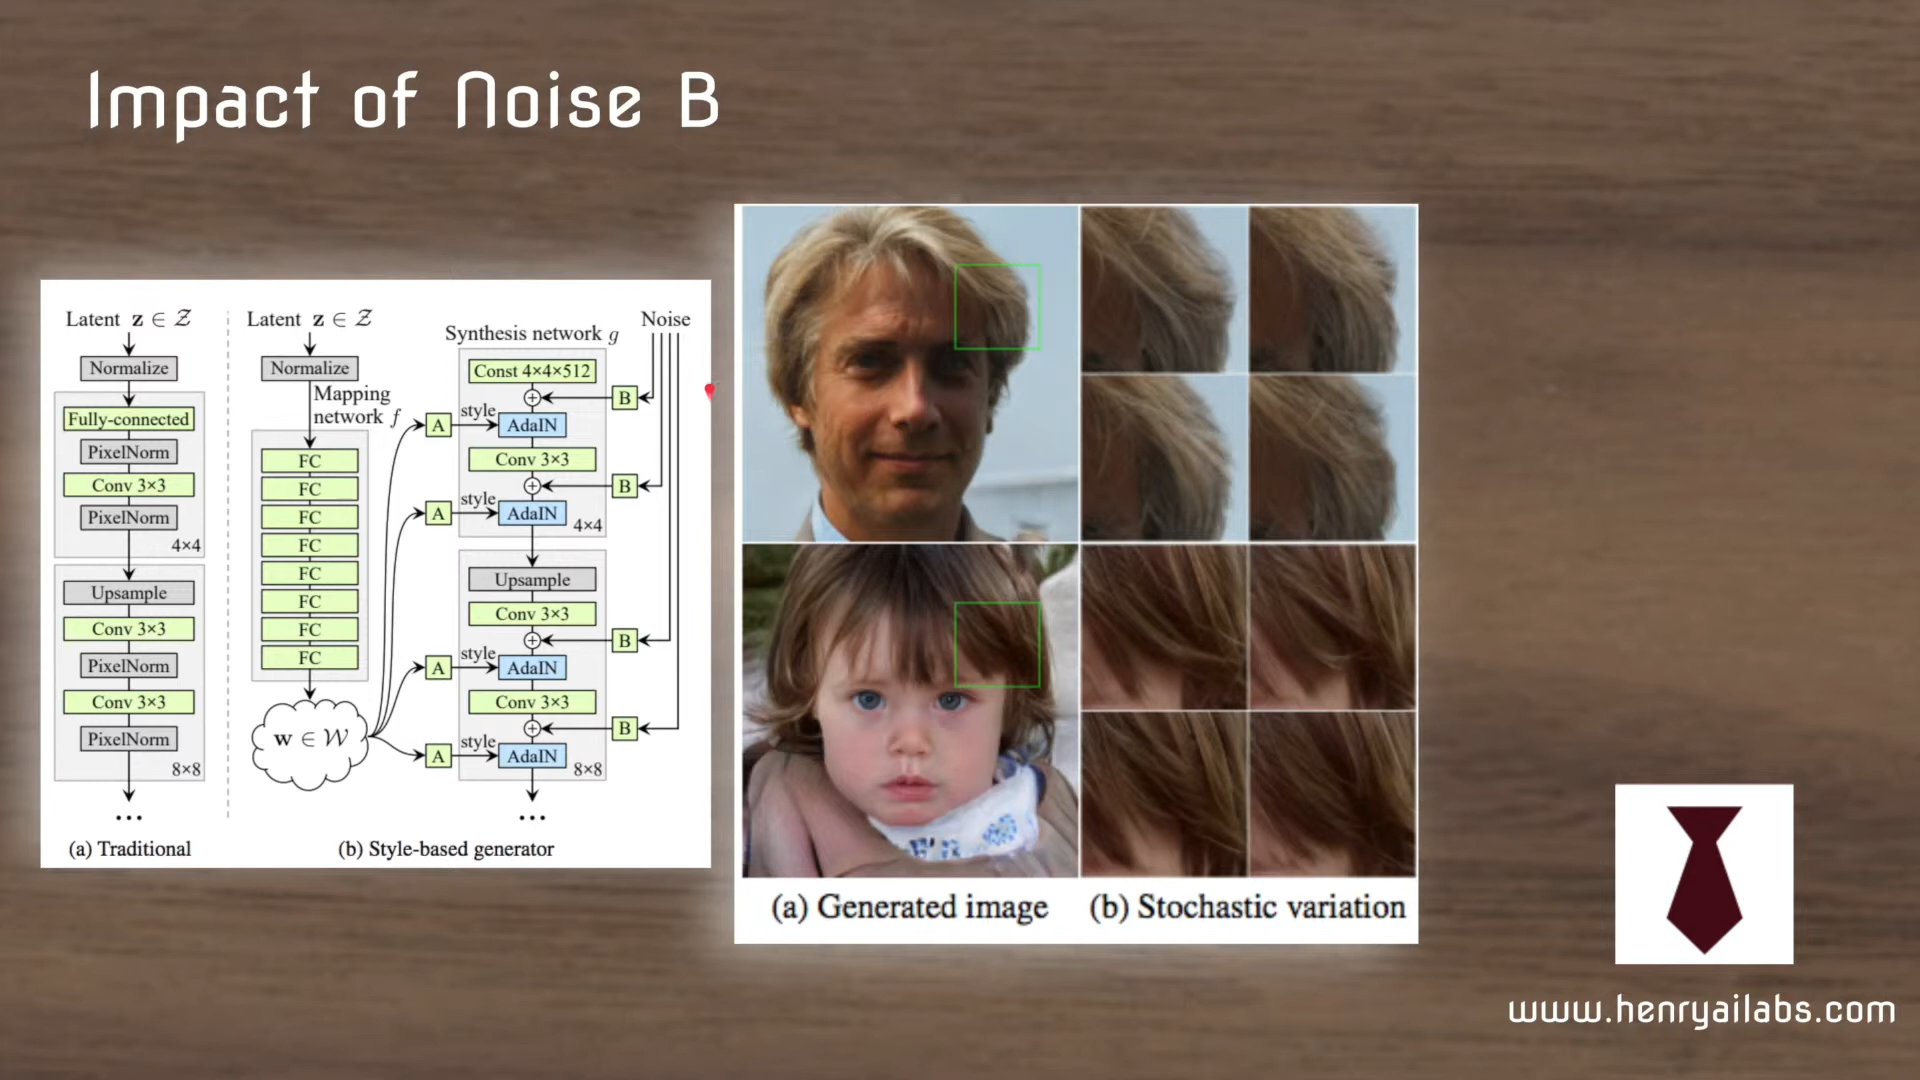 Impact of Noise B
Latent z ∈ Z
Normalize
Fully-connected
PixelNorm
Conv 3×3
PixelNorm
4×4
Upsample
Conv 3×3
PixelNorm
Conv 3×3
PixelNorm
8×8
...
(a) Traditional
Latent z ∈ Z
Normalize
Mapping
network f
FC
FC
FC
FC
FC
FC
FC
FC
w ∈ W
Synthesis network g
Noise
Const 4×4×512
B
A
style
AdaIN
Conv 3×3
B
A
style
AdaIN
4×4
Upsample
Conv 3×3
B
A
style
AdaIN
Conv 3×3
B
A
style
AdaIN
8×8
...
(b) Style-based generator
(a) Generated image
(b) Stochastic variation
www.henryailabs.com